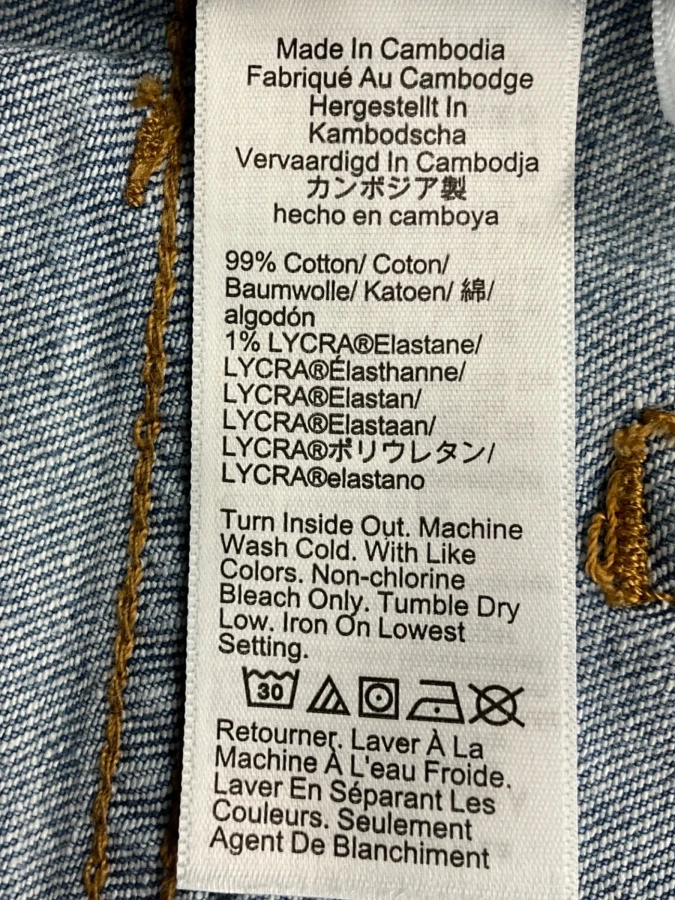 Made In Cambodia
Fabriqué Au Cambodge
Hergestellt In
Kambodscha
Vervaardigd In Cambodja
カンボジア製
hecho en camboya
99% Cotton/ Coton/
Baumwolle/ Katoen/ 綿/
algodón
1% LYCRA®Elastane/
LYCRA®Élasthanne/
LYCRA®Elastan/
LYCRA®Elastaan/
LYCRA®ポリウレタン/
LYCRA®elastano
Turn Inside Out. Machine
Wash Cold. With Like
Colors. Non-chlorine
Bleach Only. Tumble Dry
Low. Iron On Lowest
Setting.
30
Retourner. Laver À La
Machine À L'eau Froide.
Laver En Séparant Les
Couleurs. Seulement
Agent De Blanchiment